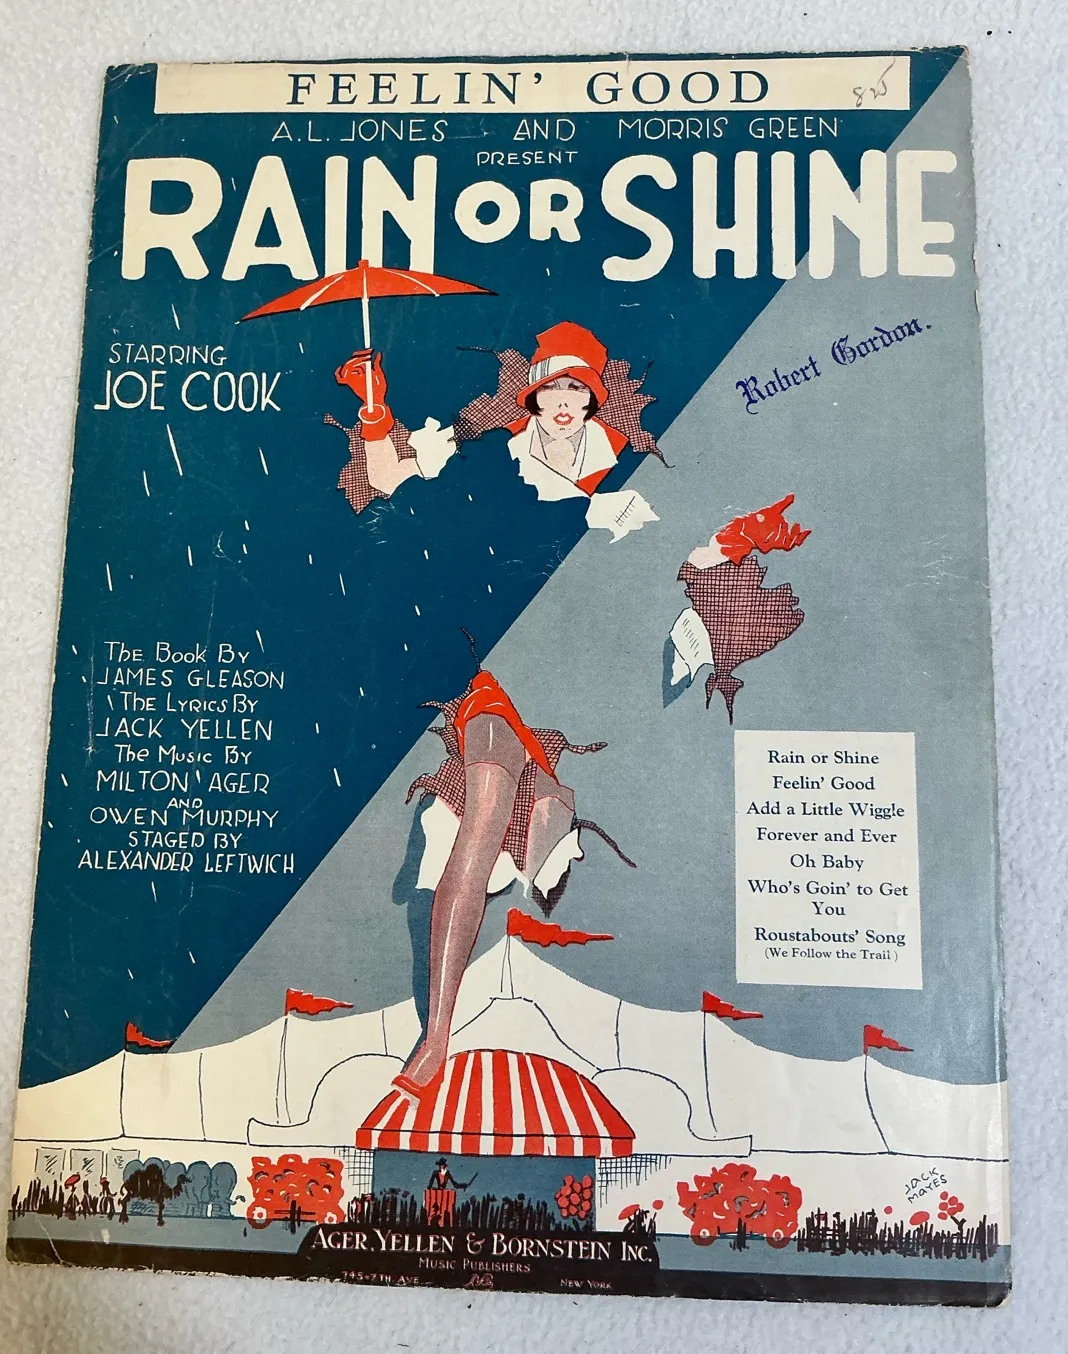 FEELIN' GOOD
A.L. JONES AND MORRIS GREEN
PRESENT
RAIN OR SHINE
STARRING
JOE COOK
Robert Gordon.
The Book By
JAMES GLEASON
The Lyrics By
JACK YELLEN
The Music By
MILTON AGER
AND
OWEN MURPHY
STAGED BY
ALEXANDER LEFTWICH
Rain or Shine
Feelin' Good
Add a Little Wiggle
Forever and Ever
Oh Baby
Who's Goin' to Get
You
Roustabouts' Song
(We Follow the Trail)
JACK
MAYES
AGER, YELLEN & BORNSTEIN INC.
MUSIC PUBLISHERS
745-7TH AVE. NEW YORK